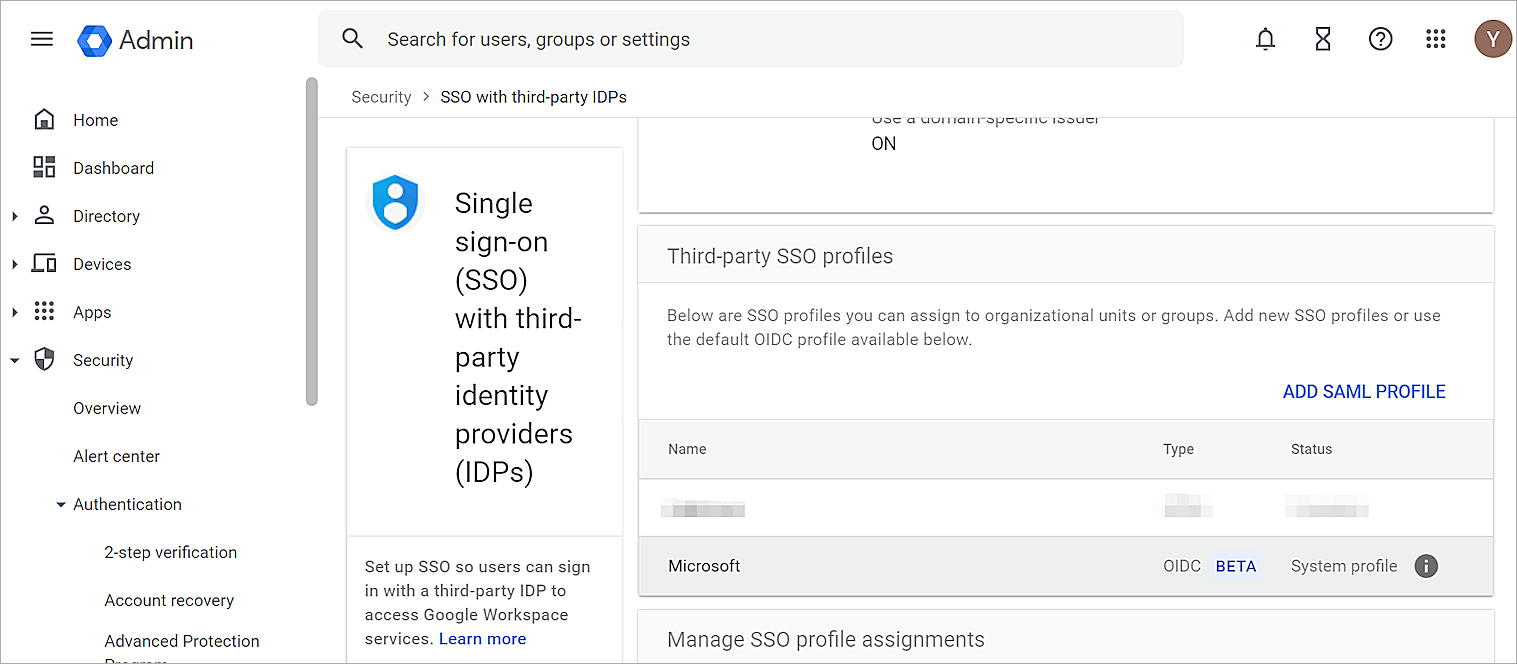 Admin
Search for users, groups or settings
Y
Security > SSO with third-party IDPs
Home
Dashboard
Directory
Devices
Apps
Security
Overview
Alert center
Authentication
2-step verification
Account recovery
Advanced Protection
Program
Single
sign-on
(SSO)
with third-
party
identity
providers
(IDPs)
Set up SSO so users can sign
in with a third-party IDP to
access Google Workspace
services. Learn more
Use a domain-specific issuer
ON
Third-party SSO profiles
Below are SSO profiles you can assign to organizational units or groups. Add new SSO profiles or use
the default OIDC profile available below.
ADD SAML PROFILE
Name Type Status
Microsoft OIDC BETA System profile
Manage SSO profile assignments